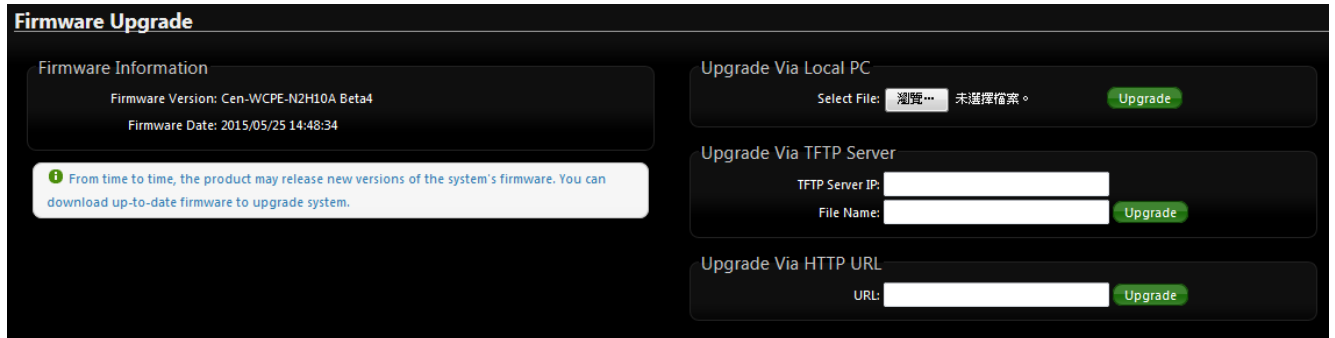 Firmware Upgrade
Firmware Information
Firmware Version: Cen-WCPE-N2H10A Beta4
Firmware Date: 2015/05/25 14:48:34
From time to time, the product may release new versions of the system's firmware. You can
download up-to-date firmware to upgrade system.
Upgrade Via Local PC
Select File: 瀏覽… 未選擇檔案。 Upgrade
Upgrade Via TFTP Server
TFTP Server IP:
File Name: Upgrade
Upgrade Via HTTP URL
URL: Upgrade